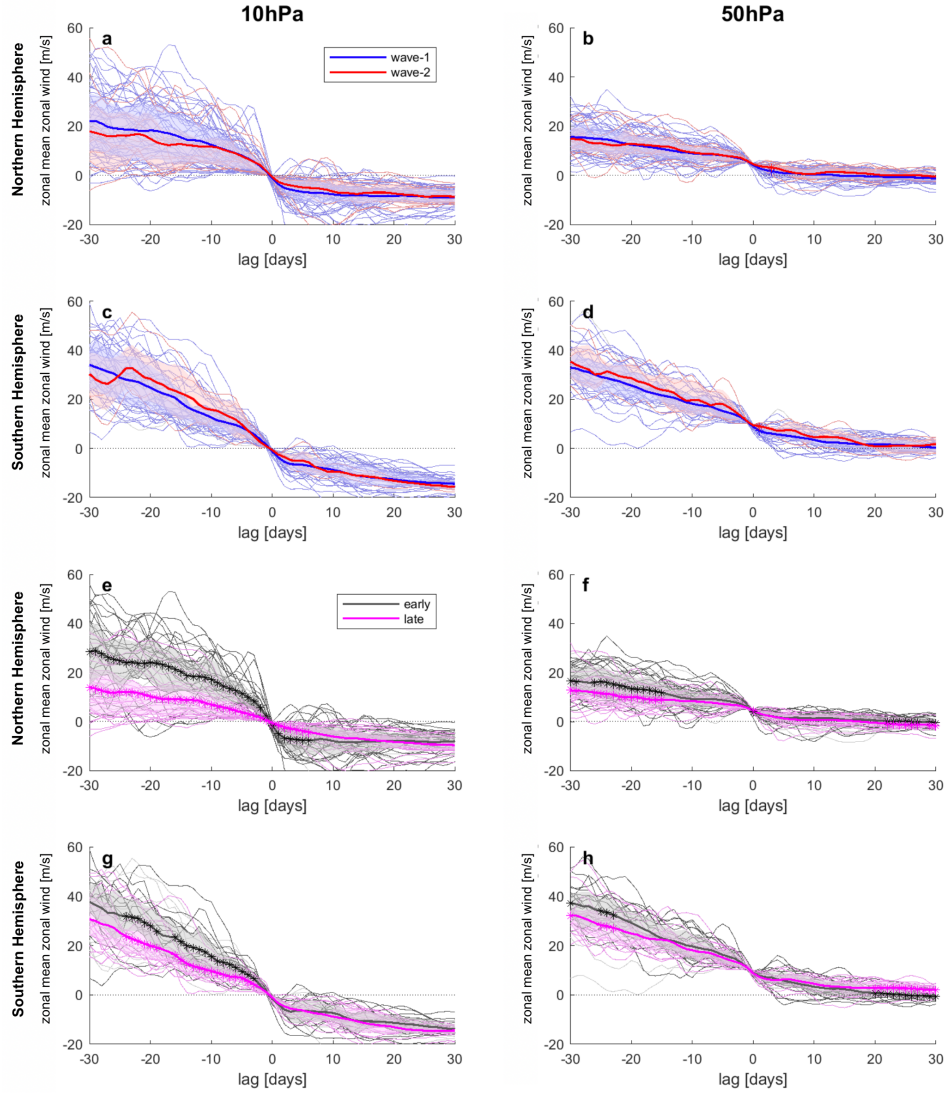 10hPa 50hPa
Northern Hemisphere
zonal mean zonal wind [m/s]
60
40
20
0
-20
a
wave-1
wave-2
-30 -20 -10 0 10 20 30
lag [days]
zonal mean zonal wind [m/s]
60
40
20
0
-20
b
-30 -20 -10 0 10 20 30
lag [days]
Southern Hemisphere
zonal mean zonal wind [m/s]
60
40
20
0
-20
c
-30 -20 -10 0 10 20 30
lag [days]
zonal mean zonal wind [m/s]
60
40
20
0
-20
d
-30 -20 -10 0 10 20 30
lag [days]
Northern Hemisphere
zonal mean zonal wind [m/s]
60
40
20
0
-20
e
early
late
-30 -20 -10 0 10 20 30
lag [days]
zonal mean zonal wind [m/s]
60
40
20
0
-20
f
-30 -20 -10 0 10 20 30
lag [days]
Southern Hemisphere
zonal mean zonal wind [m/s]
60
40
20
0
-20
g
-30 -20 -10 0 10 20 30
lag [days]
zonal mean zonal wind [m/s]
60
40
20
0
-20
h
-30 -20 -10 0 10 20 30
lag [days]